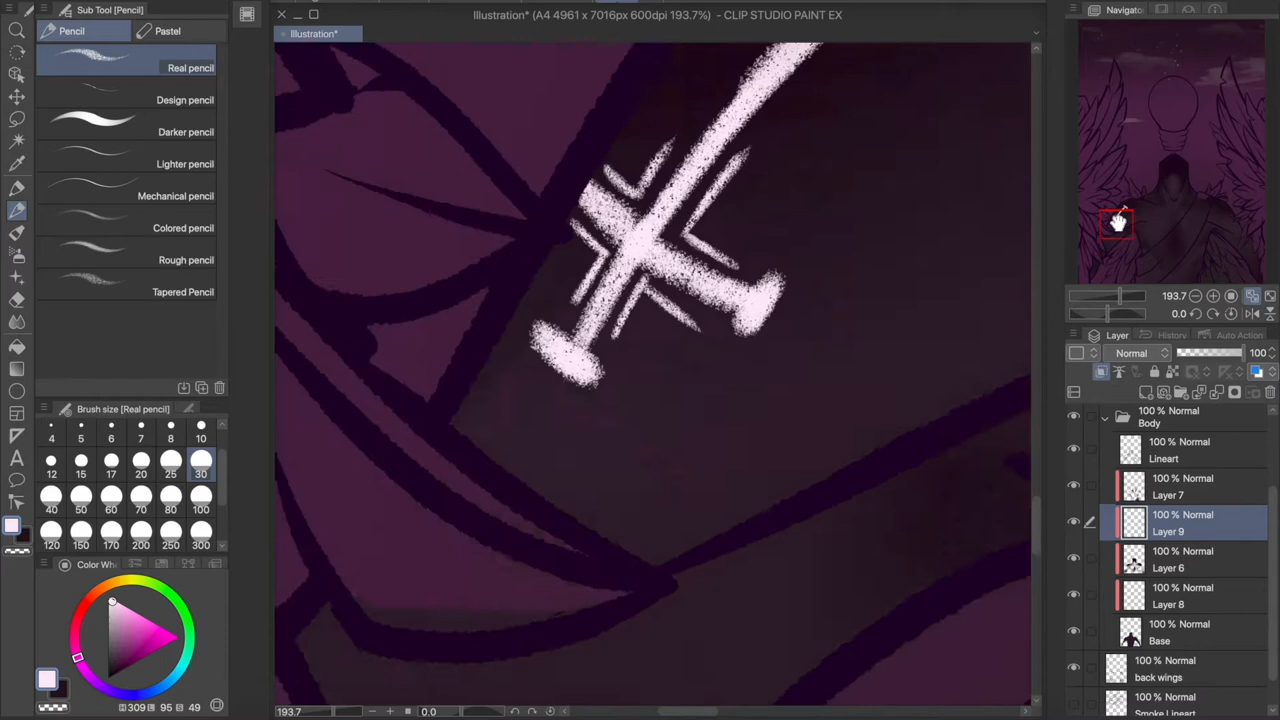 Sub Tool [Pencil]
Illustration* (A4 4961 x 7016px 600dpi 193.7%) - CLIP STUDIO PAINT EX
Navigator
Pencil
Pastel
Illustration*
Real pencil
Design pencil
Darker pencil
Lighter pencil
Mechanical pencil
Colored pencil
Rough pencil
Tapered Pencil
193.7
0.0
Layer
History
Auto Action
Normal
100
Brush size [Real pencil]
4 5 6 7 8 10
12 15 17 20 25 30
40 50 60 70 80 100
120 150 170 200 250 300
100 % Normal
Body
100 % Normal
Lineart
100 % Normal
Layer 7
100 % Normal
Layer 9
100 % Normal
Layer 6
100 % Normal
Layer 8
100 % Normal
Base
100 % Normal
back wings
100 % Normal
Smoke Lineart
Color Wh
309 95 49
193.7
0.0